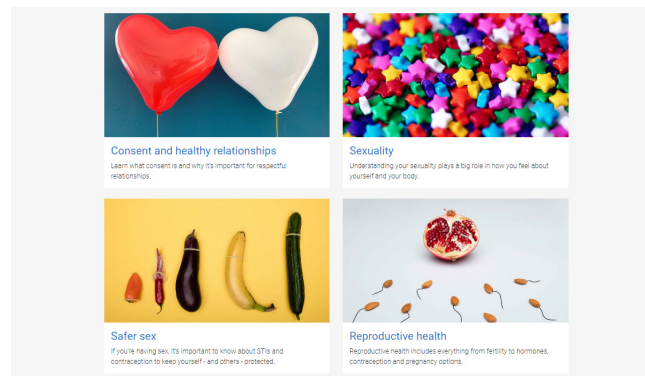 Consent and healthy relationships
Learn what consent is and why it's important for respectful
relationships.
Sexuality
Understanding your sexuality plays a big role in how you feel about
yourself and your body.
Safer sex
If you're having sex, it's important to know about STIs and
contraception to keep yourself - and others - protected.
Reproductive health
Reproductive health includes everything from fertility to hormones,
contraception and pregnancy options.